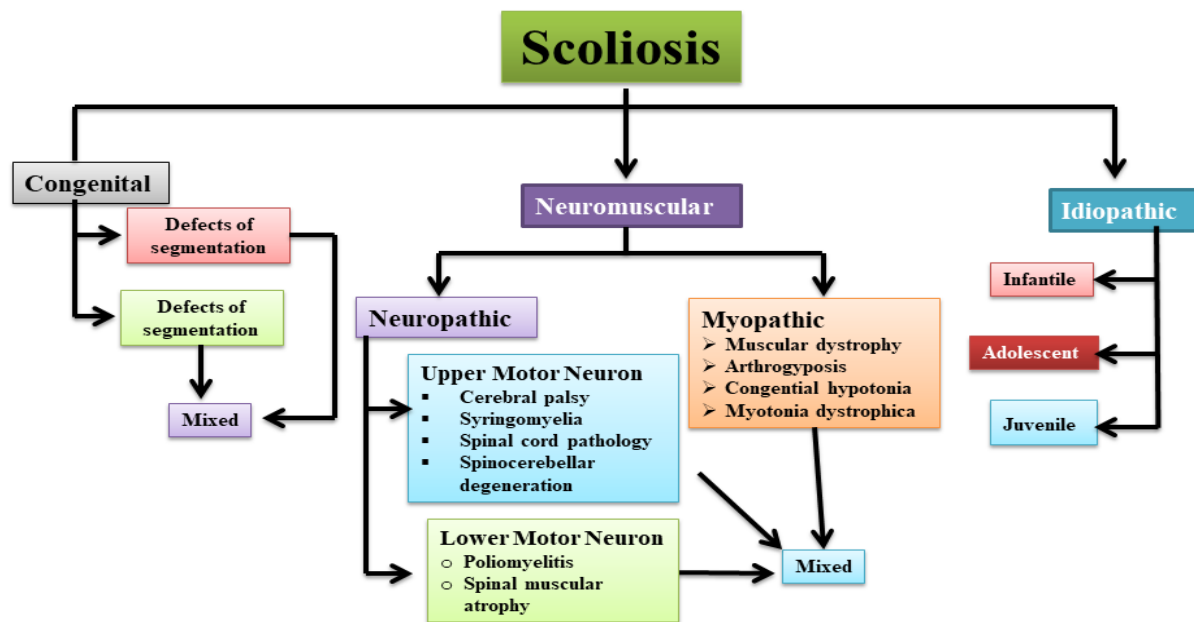 Scoliosis
Congenital
Defects of
segmentation
Defects of
segmentation
Mixed
Neuromuscular
Neuropathic
Upper Motor Neuron
▪ Cerebral palsy
▪ Syringomyelia
▪ Spinal cord pathology
▪ Spinocerebellar
degeneration
Lower Motor Neuron
o Poliomyelitis
o Spinal muscular
atrophy
Myopathic
➢ Muscular dystrophy
➢ Arthrogyposis
➢ Congential hypotonia
➢ Myotonia dystrophica
Mixed
Idiopathic
Infantile
Adolescent
Juvenile